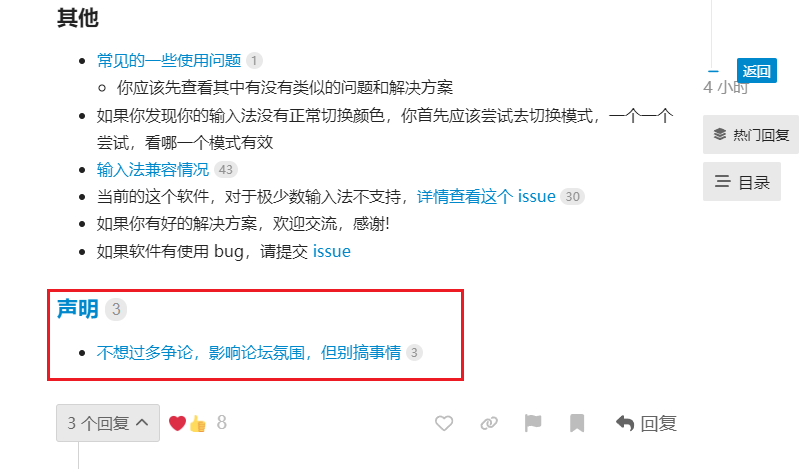 其他
常见的一些使用问题 1
你应该先查看其中有没有类似的问题和解决方案
如果你发现你的输入法没有正常切换颜色，你首先应该尝试去切换模式，一个一个
尝试，看哪一个模式有效
输入法兼容情况 43
当前的这个软件，对于极少数输入法不支持，详情查看这个 issue 30
如果你有好的解决方案，欢迎交流，感谢!
如果软件有使用 bug，请提交 issue
声明 3
不想过多争论，影响论坛氛围，但别搞事情 3
3 个回复
8
回复
返回
4 小时
热门回复
目录